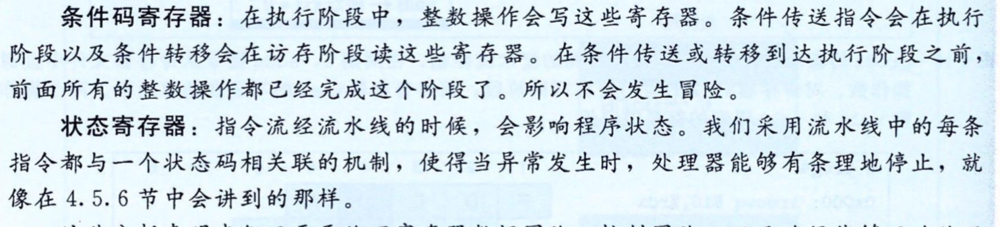 条件码寄存器：在执行阶段中，整数操作会写这些寄存器。条件传送指令会在执行
阶段以及条件转移会在访存阶段读这些寄存器。在条件传送或转移到达执行阶段之前，
前面所有的整数操作都已经完成这个阶段了。所以不会发生冒险。
状态寄存器：指令流经流水线的时候，会影响程序状态。我们采用流水线中的每条
指令都与一个状态码相关联的机制，使得当异常发生时，处理器能够有条理地停止，就
像在 4.5.6 节中会讲到的那样。